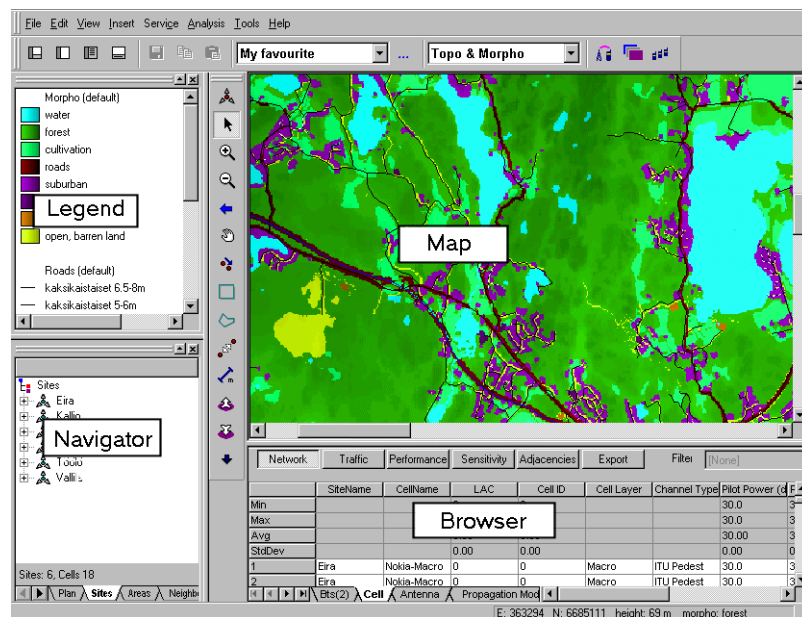 File Edit View Insert Service Analysis Tools Help
My favourite ... Topo & Morpho
Morpho (default)
water
forest
cultivation
roads
suburban
Legend
open, barren land
Roads (default)
kaksikaistaiset 6.5-8m
kaksikaistaiset 5-6m
Map
Sites
Eira
Kallio
Navigator
Sites: 6, Cells 18
Plan Sites Areas
Network Traffic Performance Sensitivity Adjacencies Export Filter [None]
SiteName CellName LAC Cell ID Cell Layer Channel Type Pilot Power
Min 30.0
Max 30.0
Browser
Avg 30.00
StdDev 0.00 0.00 0.00
1 Eira Nokia-Macro 0 0 Macro ITU Pedest 30.0
2 Eira Nokia-Macro 0 0 Macro ITU Pedest 30.0
Bts(2) Cell Antenna Propagation
E: 363294 N: 6685111 height: 69 m morpho: forest